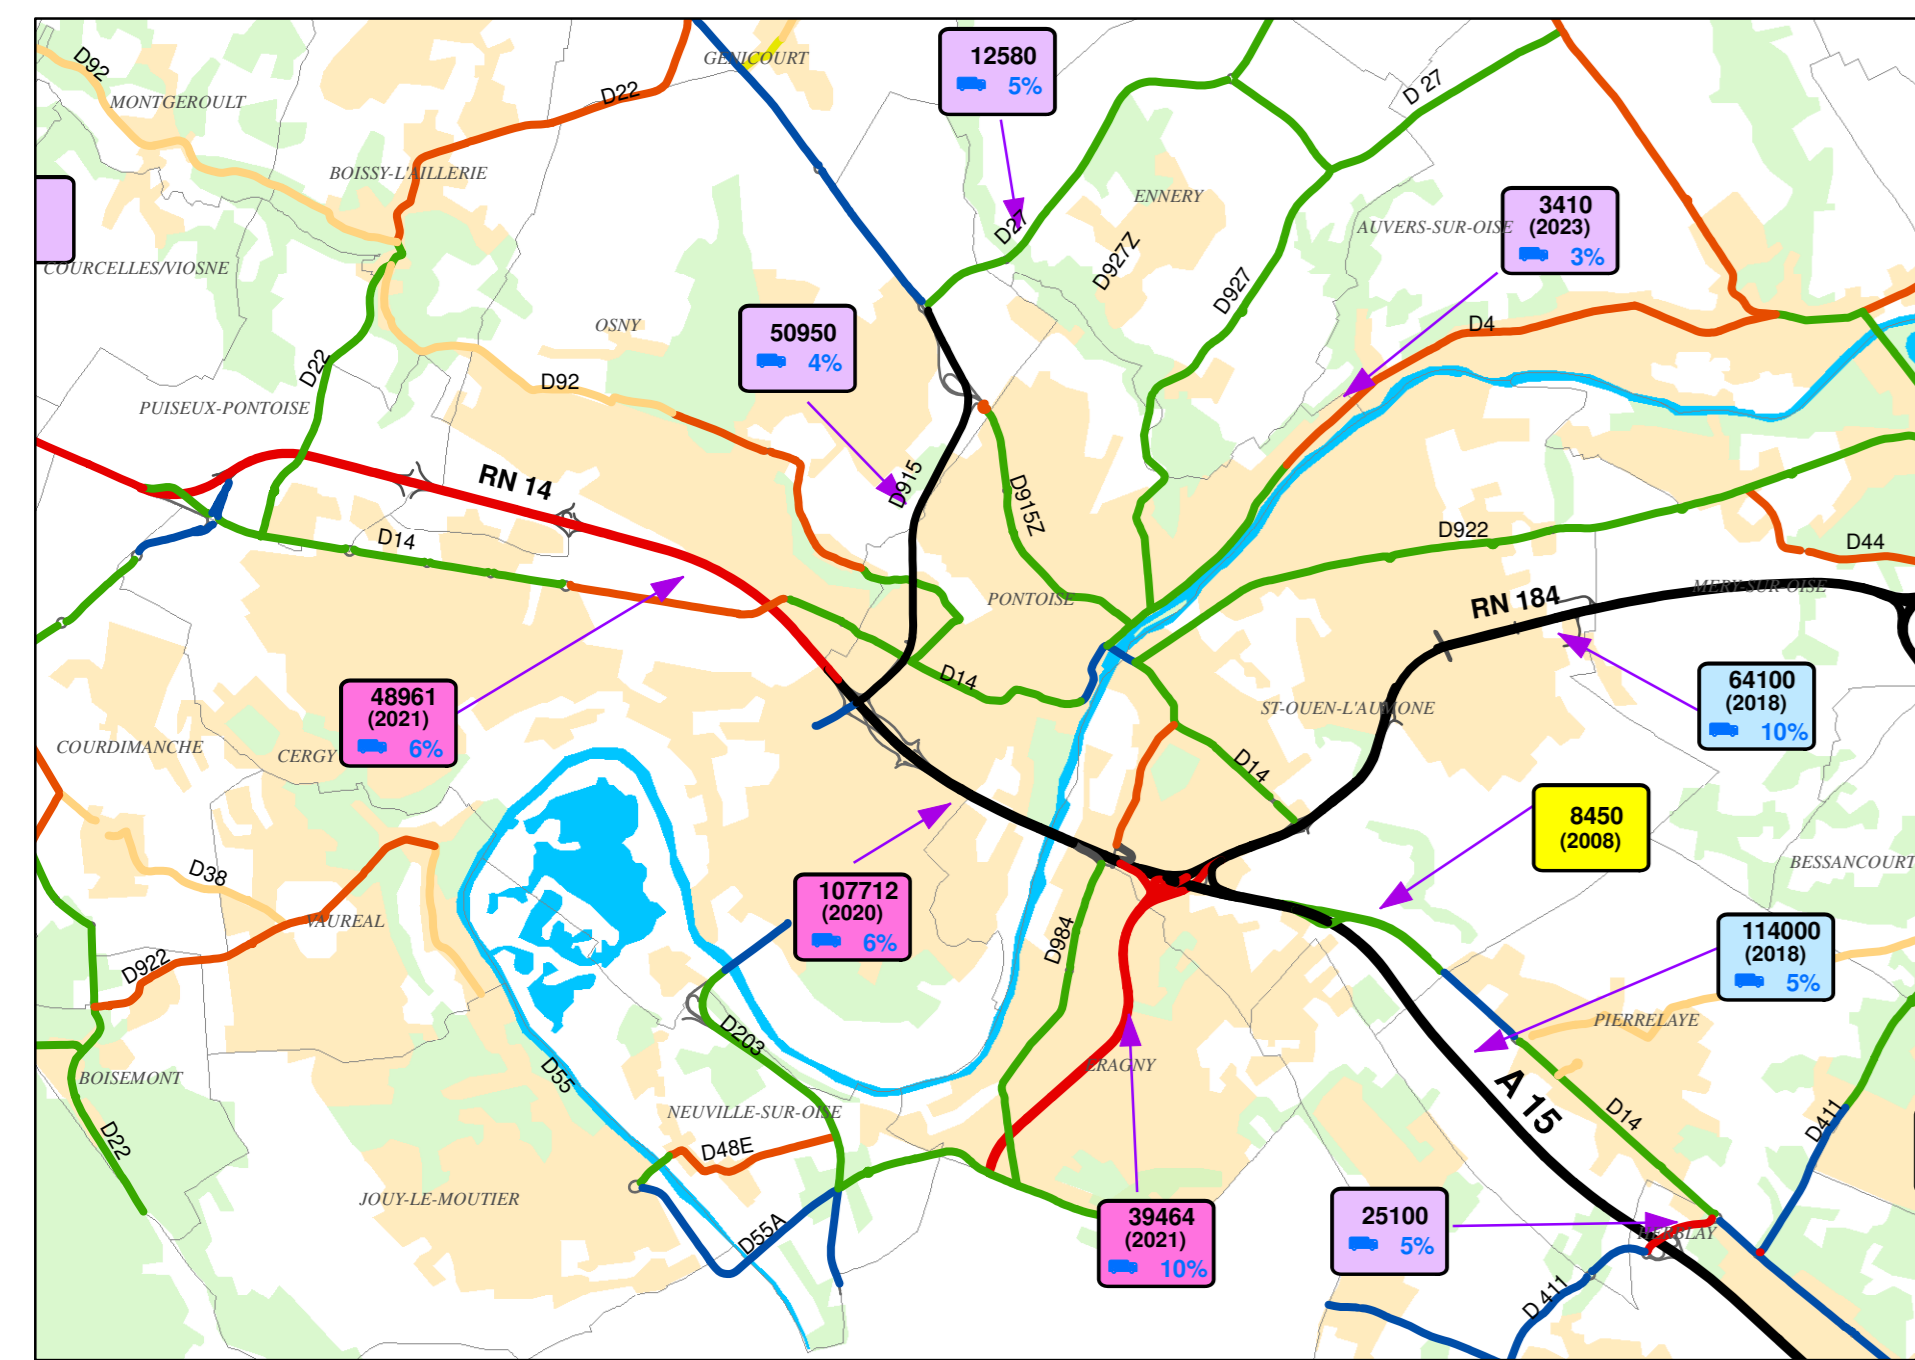 D92
MONTGEROULT
GENICOURT
D22
12580
5%
D 27
BOISSY-L'AILLERIE
ENNERY
D27
D927Z
AUVERS-SUR-OISE
3410
(2023)
3%
COURCELLES/VIOSNE
D927
OSNY
50950
4%
D4
D22
D92
PUISEUX-PONTOISE
RN 14
D915
D915Z
D14
D922
D44
PONTOISE
RN 184
MERY-SUR-OISE
D14
48961
(2021)
6%
64100
(2018)
10%
ST-OUEN-L'AUMONE
COURDIMANCHE
CERGY
D14
8450
(2008)
BESSANCOURT
D38
VAUREAL
107712
(2020)
6%
D984
114000
(2018)
5%
D922
PIERRELAYE
D203
BOISEMONT
D55
ERAGNY
A 15
D14
D411
NEUVILLE-SUR-OISE
D22
D48E
JOUY-LE-MOUTIER
D55A
39464
(2021)
10%
25100
5%
HERBLAY
D 411